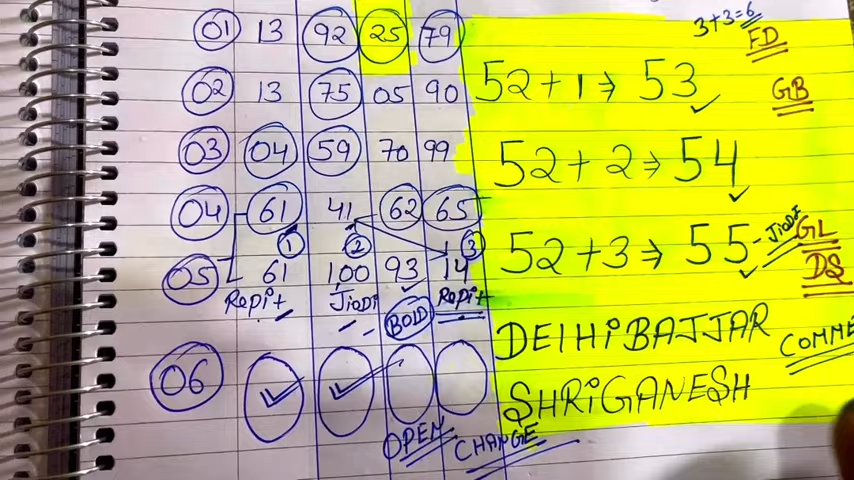 3+3=6
FD
01 13 92 25 79
52+1⇒53
GB
02 13 75 05 90
03 04 59 70 99
52+2⇒54
04 61 41 62 65
1 2 3
52+3⇒55 - JiODI
GL
05 61 100 93 14
DS
Repit JiODI Repit
BOLD
DElHiBAJJAR
COMME
06
SHRiGANESH
OPEN CHANGE